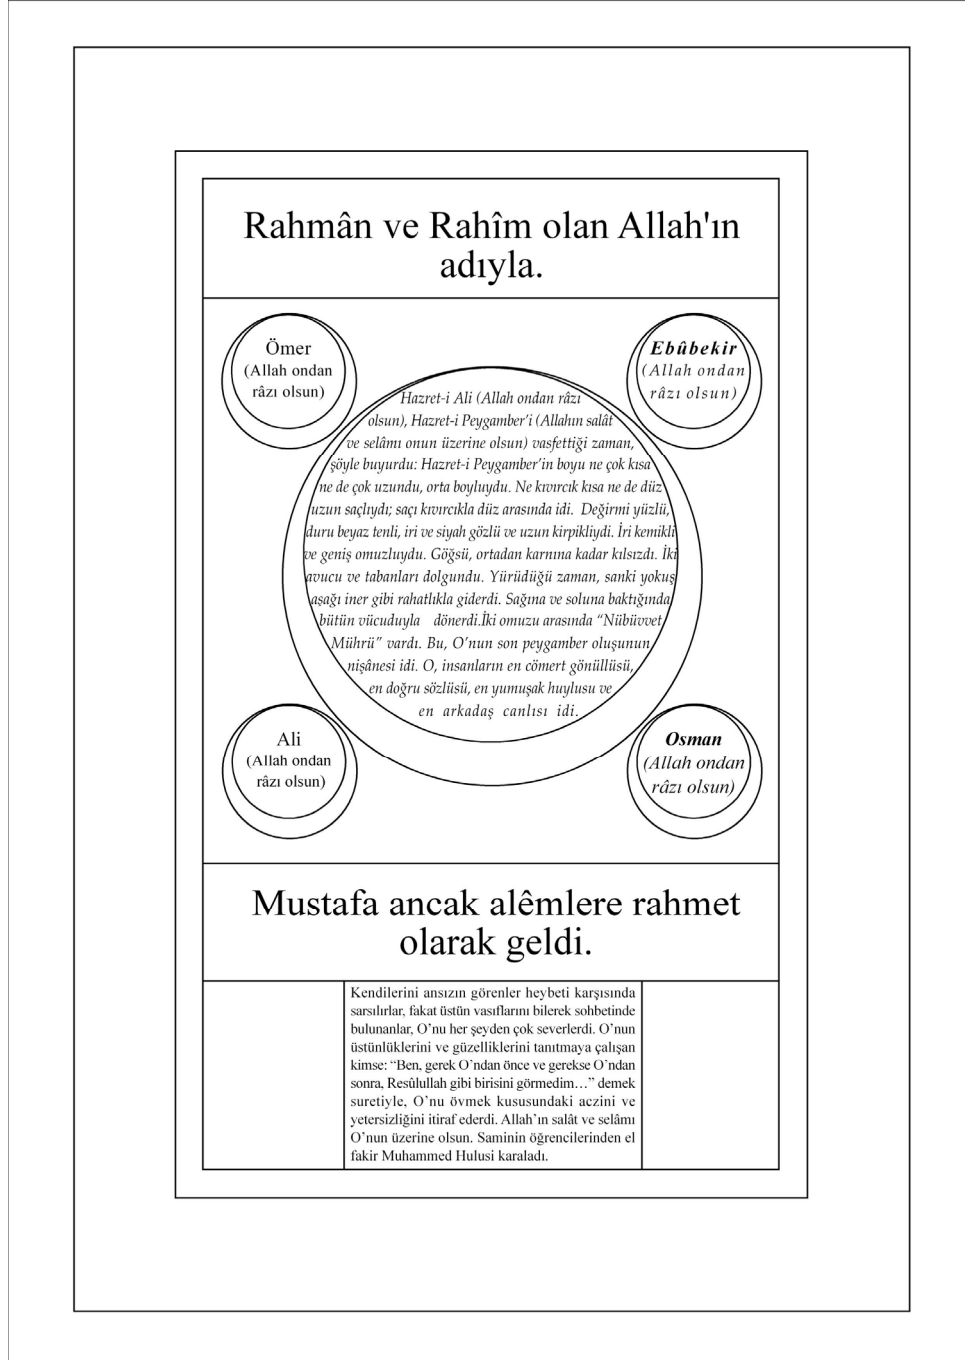 Rahmân ve Rahîm olan Allah'ın
adıyla.
Ömer
(Allah ondan
râzı olsun)
Ebûbekir
(Allah ondan
râzı olsun)
Hazret-i Ali (Allah ondan râzı
olsun), Hazret-i Peygamber’i (Allahın salât
ve selâmı onun üzerine olsun) vasfettiği zaman,
şöyle buyurdu: Hazret-i Peygamber’in boyu ne çok kısa
ne de çok uzundu, orta boyluydu. Ne kıvırcık kısa ne de düz
uzun saçlıydı; saçı kıvırcıkla düz arasında idi. Değirmi yüzlü,
duru beyaz tenli, iri ve siyah gözlü ve uzun kirpikliydi. İri kemikli
ve geniş omuzluydu. Göğsü, ortadan karnına kadar kılsızdı. İki
avucu ve tabanları dolgundu. Yürüdüğü zaman, sanki yokuş
aşağı iner gibi rahatlıkla giderdi. Sağına ve soluna baktığında
bütün vücuduyla dönerdi.İki omuzu arasında “Nübüvvet
Mührü” vardı. Bu, O’nun son peygamber oluşunun
nişânesi idi. O, insanların en cömert gönüllüsü,
en doğru sözlüsü, en yumuşak huylusu ve
en arkadaş canlısı idi.
Ali
(Allah ondan
râzı olsun)
Osman
(Allah ondan
râzı olsun)
Mustafa ancak alêmlere rahmet
olarak geldi.
Kendilerini ansızın görenler heybeti karşısında
sarsılırlar, fakat üstün vasıflarını bilerek sohbetinde
bulunanlar, O’nu her şeyden çok severlerdi. O’nun
üstünlüklerini ve güzelliklerini tanıtmaya çalışan
kimse: “Ben, gerek O’ndan önce ve gerekse O’ndan
sonra, Resûlullah gibi birisini görmedim…” demek
suretiyle, O’nu övmek kususundaki aczini ve
yetersizliğini itiraf ederdi. Allah’ın salât ve selâmı
O’nun üzerine olsun. Saminin öğrencilerinden el
fakir Muhammed Hulusi karaladı.